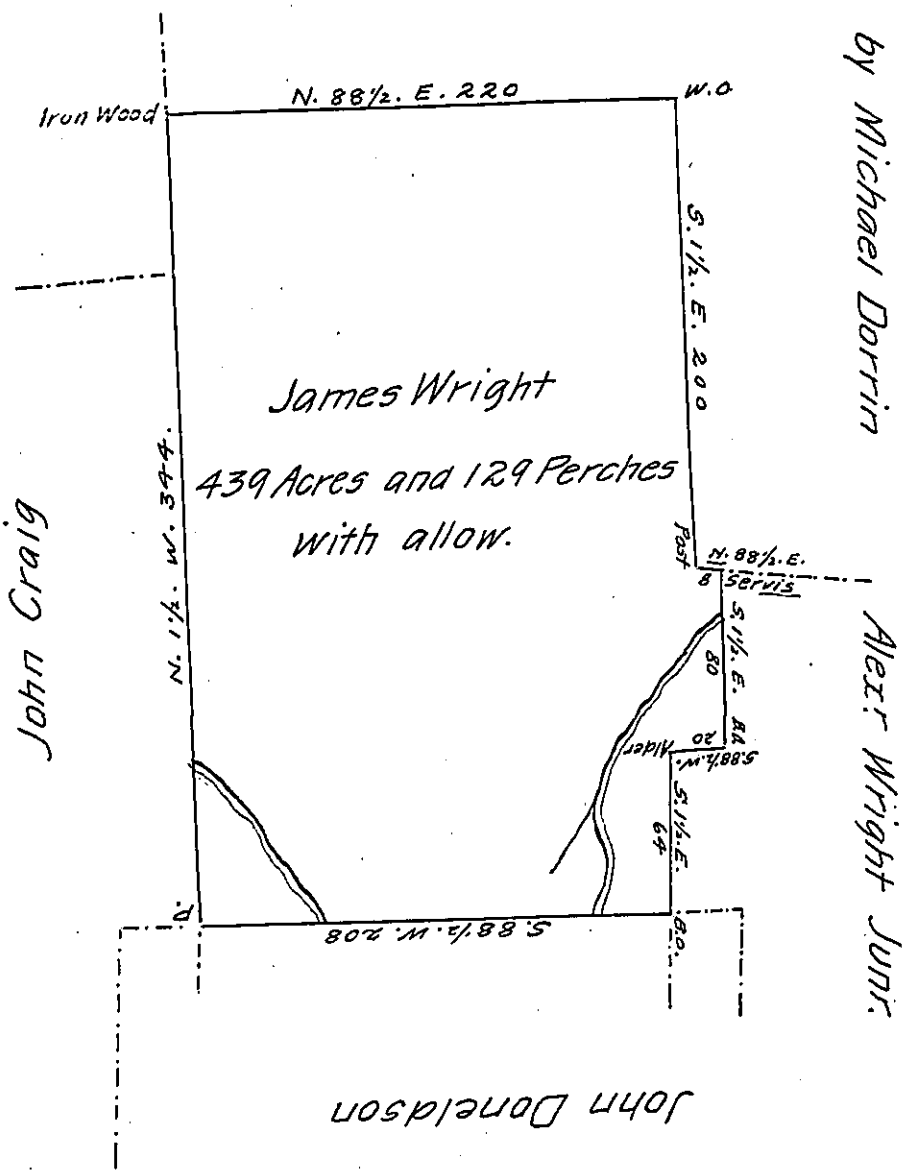 by Michael Dorrin
N. 88½. E. 220
W.O
Iron Wood
S. 1½. E. 200
James Wright
439 Acres and 129 Perches
with allow.
N. 1½. W. 344.
John Craig
Post
N. 88½. E.
8
Servis
S. 1½. E.
80
Alexr. Wright Junr.
20
S.88½.W.
Alder
S. 1½. E.
64
P.
S. 88½. W. 208
B.O.
John Doneldson